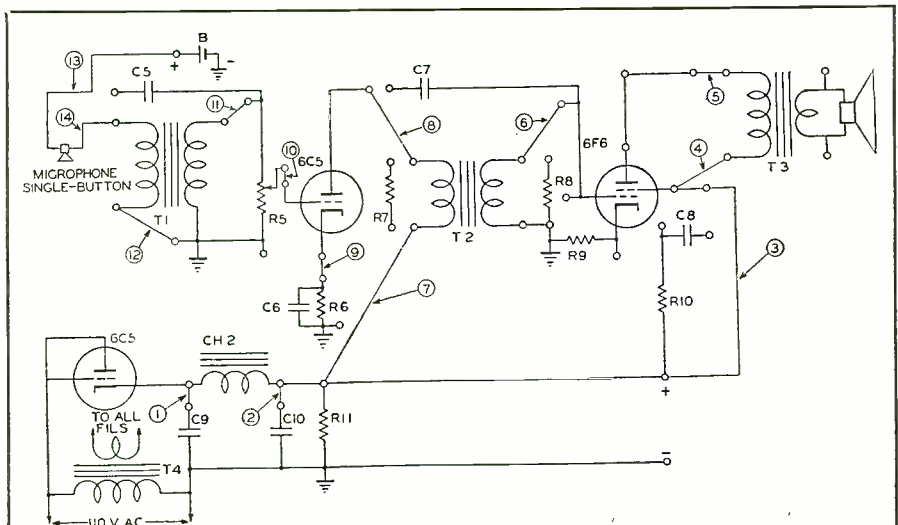 B
13
+
-
C5
C7
11
5
14
8
6
6F6
4
10
6C5
MICROPHONE
SINGLE-BUTTON
T1
R5
R7
T2
R8
T3
C8
12
9
R9
3
C6
R6
7
R10
6C5
CH 2
TO ALL
FILS
1
C9
2
C10
R11
+
T4
-
110 V AC